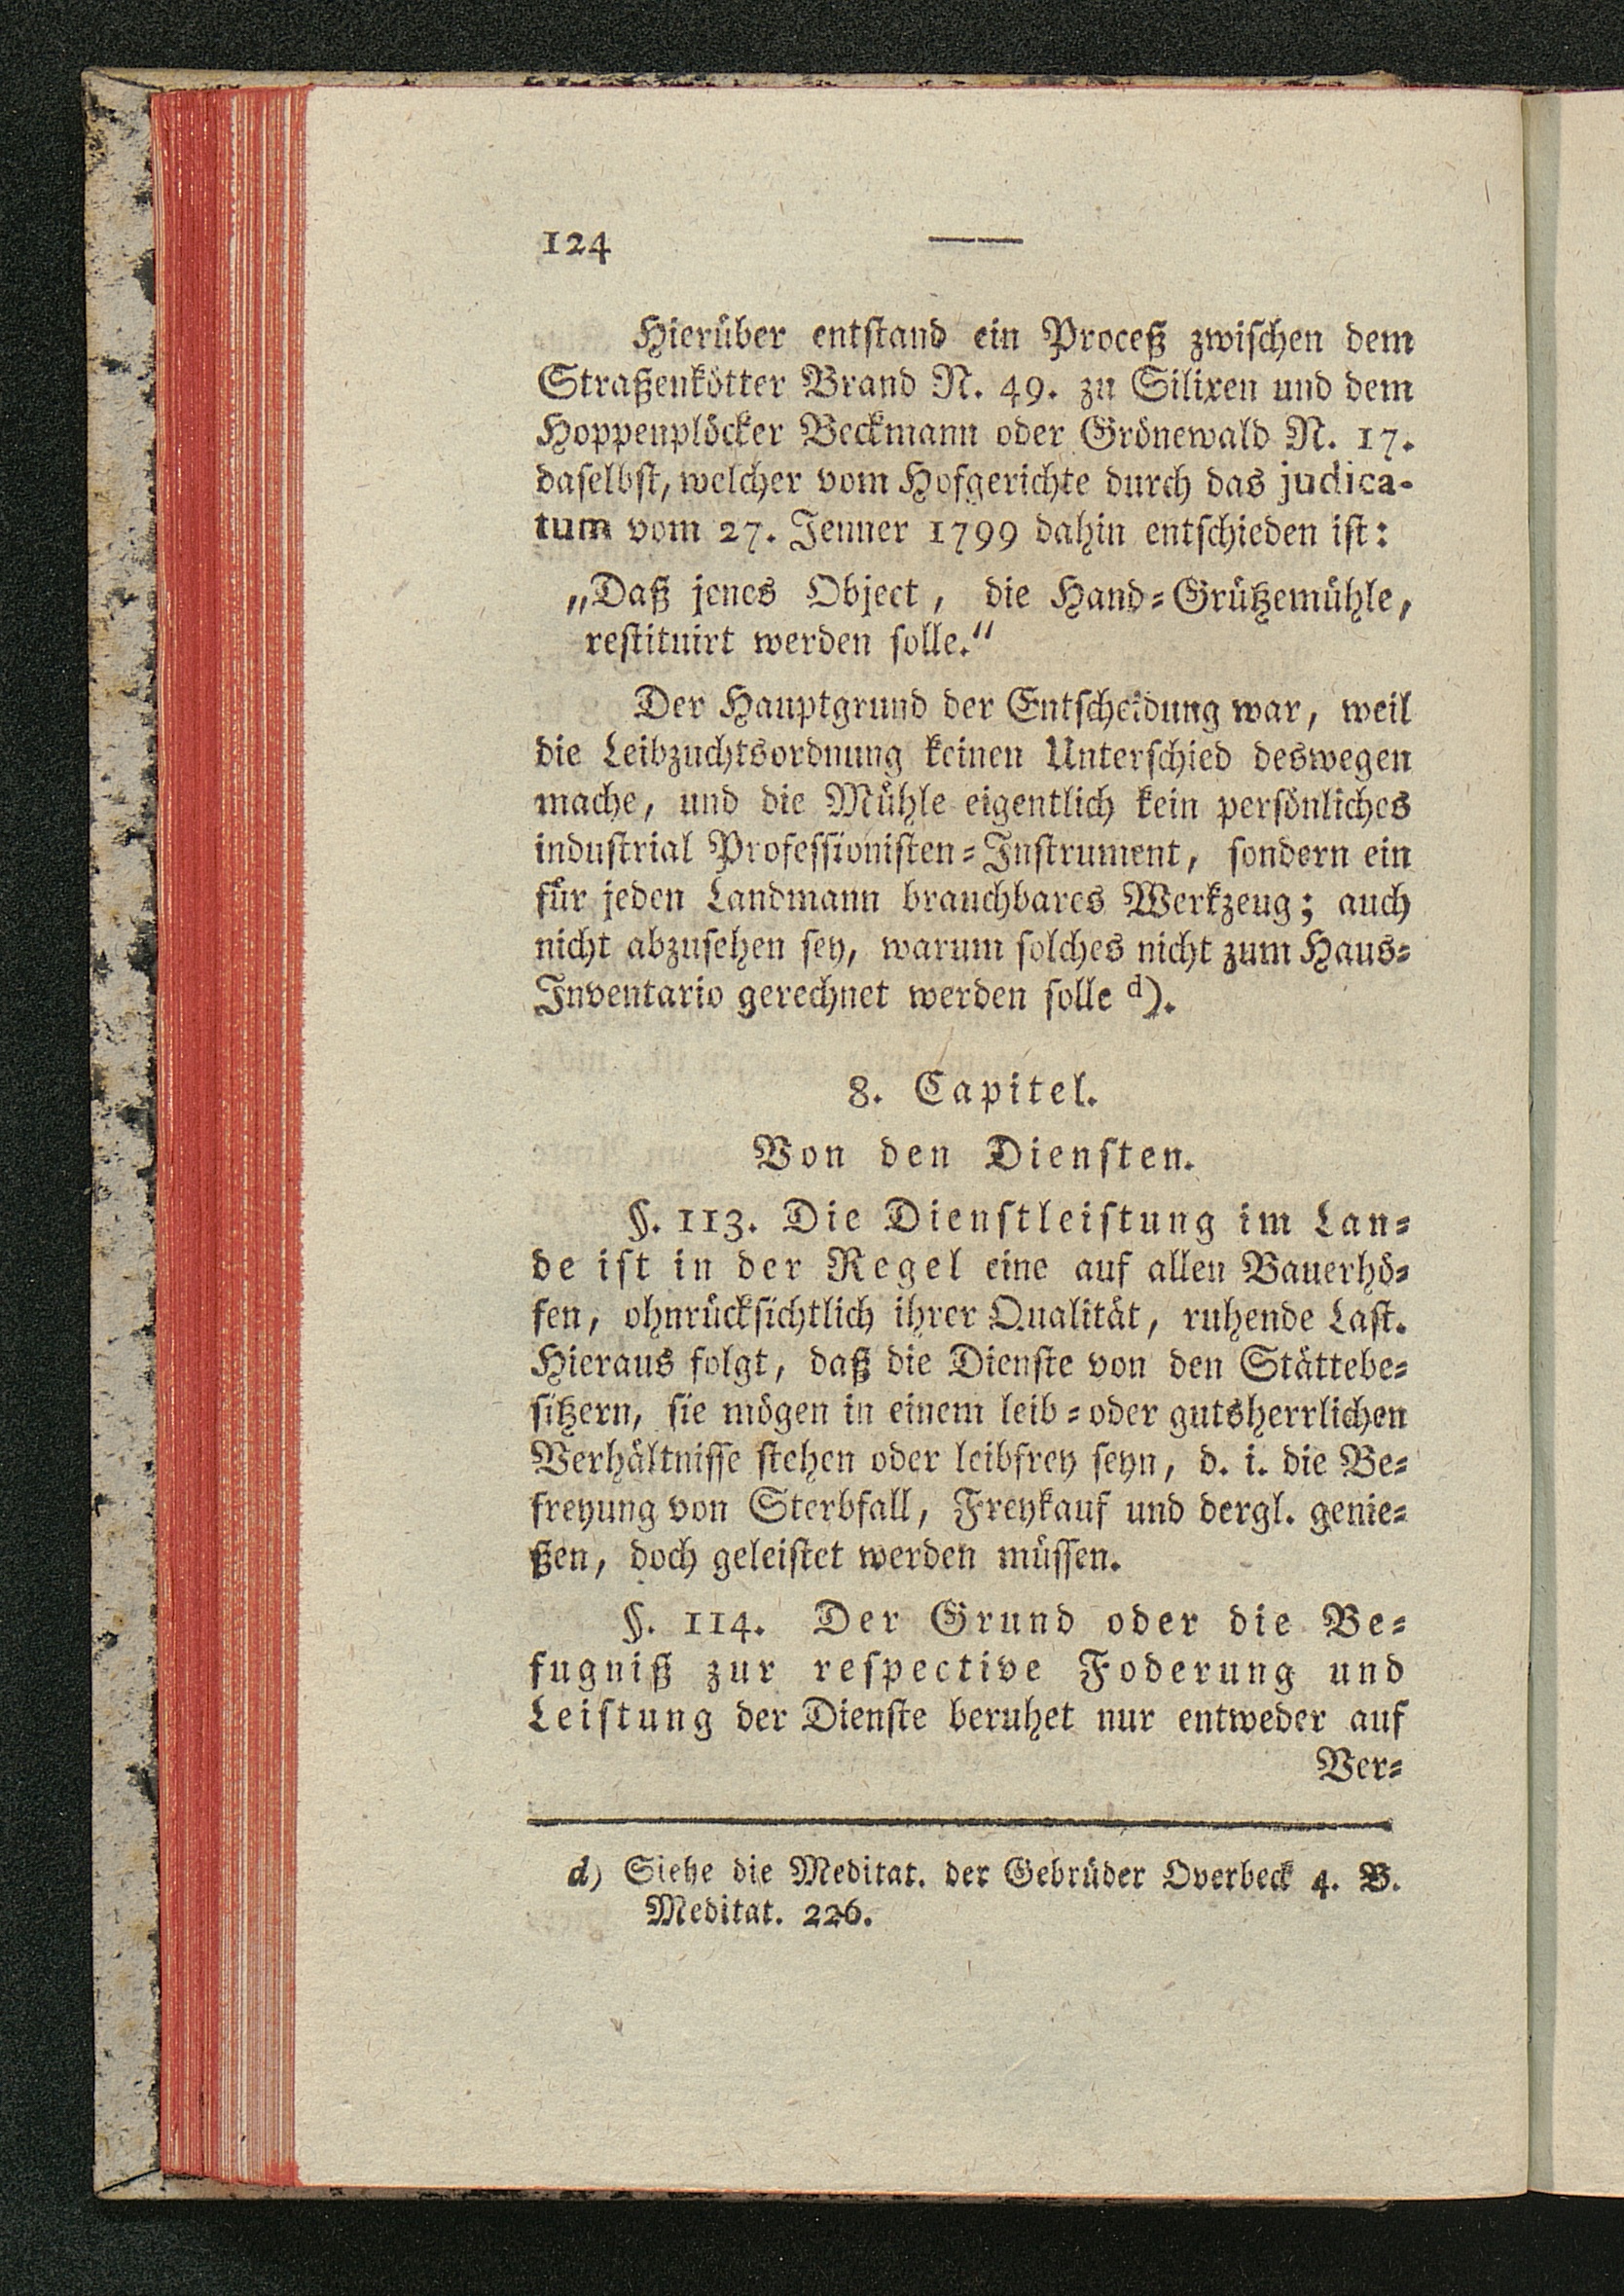 124
Hierüber entstand ein Proceß zwischen dem
Straßenkötter Brand N. 49. zu Silixen und dem
Hoppenplöcker Beckmann oder Grönewald N. 17.
daselbst, welcher vom Hofgerichte durch das judica-
tum vom 27. Jenner 1799 dahin entschieden ist:
„Daß jenes Object, die Hand-Grützemühle,
restituirt werden solle.“
Der Hauptgrund der Entscheidung war, weil
die Leibzuchtsordnung keinen Unterschied deswegen
mache, und die Mühle eigentlich kein persönliches
industrial Professionisten-Instrument, sondern ein
für jeden Landmann brauchbares Werkzeug; auch
nicht abzusehen sey, warum solches nicht zum Haus-
Inventario gerechnet werden solle d).
8. Capitel.
Von den Diensten.
§. 113. Die Dienstleistung im Lan-
de ist in der Regel eine auf allen Bauerhö-
fen, ohnrücksichtlich ihrer Qualität, ruhende Last.
Hieraus folgt, daß die Dienste von den Stättebe-
sitzern, sie mögen in einem leib- oder gutsherrlichen
Verhältnisse stehen oder leibfrey seyn, d. i. die Be-
freyung von Sterbfall, Freykauf und dergl. genie-
ßen, doch geleistet werden müssen.
§. 114. Der Grund oder die Be-
fugniß zur respective Foderung und
Leistung der Dienste beruhet nur entweder auf
Ver-
d) Siehe die Meditat. der Gebrüder Overbeck 4. B.
Meditat. 226.